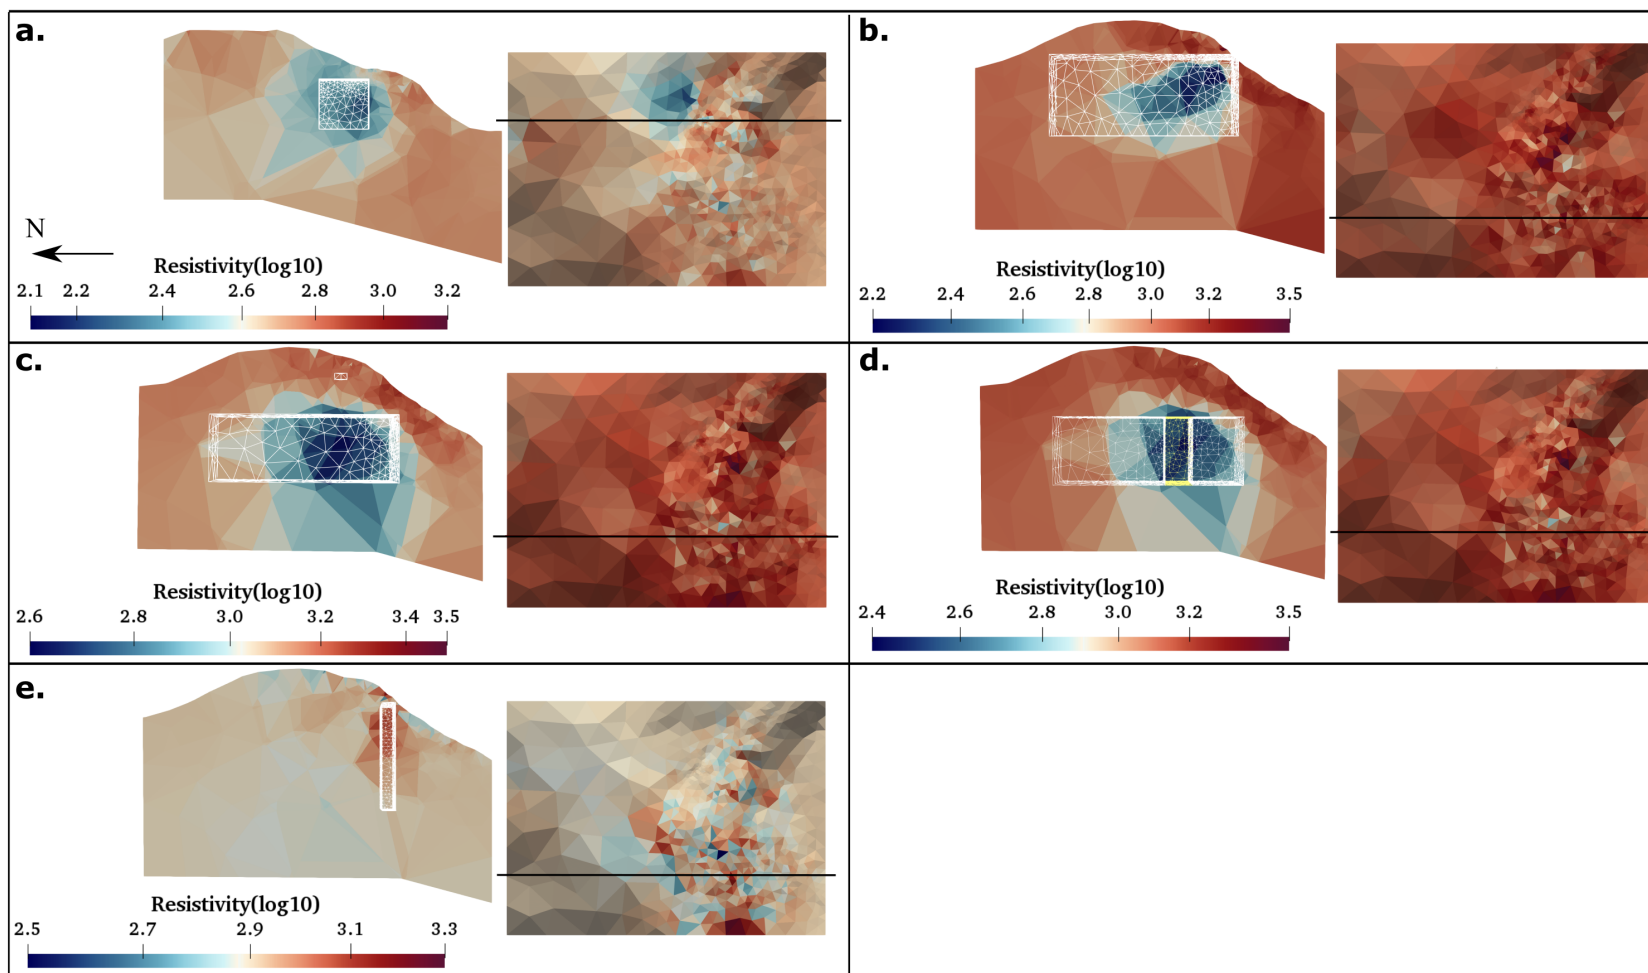 a.
N
Resistivity(log10)
2.1 2.2 2.4 2.6 2.8 3.0 3.2
b.
Resistivity(log10)
2.2 2.4 2.6 2.8 3.0 3.2 3.5
c.
Resistivity(log10)
2.6 2.8 3.0 3.2 3.4 3.5
d.
Resistivity(log10)
2.4 2.6 2.8 3.0 3.2 3.5
e.
Resistivity(log10)
2.5 2.7 2.9 3.1 3.3